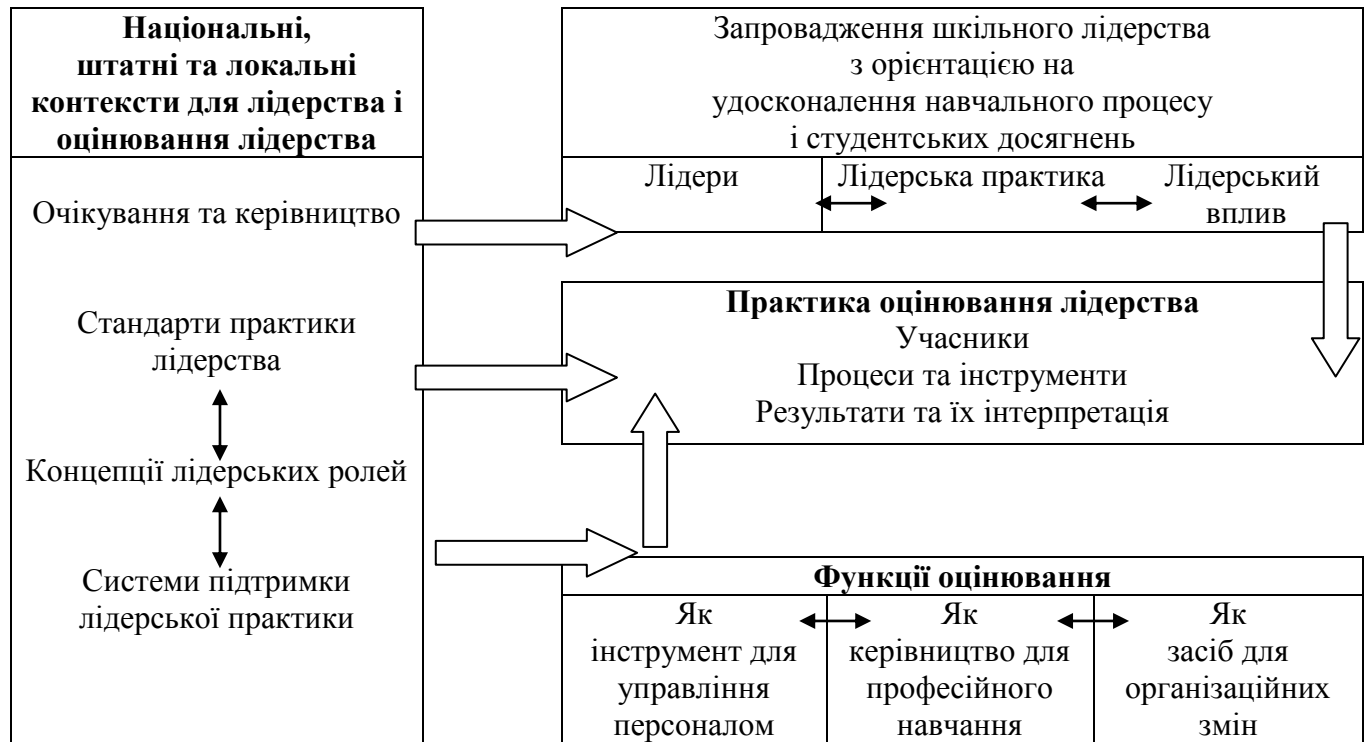 Національні,
штатні та локальні
контексти для лідерства і
оцінювання лідерства
Очікування та керівництво
Стандарти практики
лідерства
Концепції лідерських ролей
Системи підтримки
лідерської практики
Запровадження шкільного лідерства
з орієнтацією на
удосконалення навчального процесу
і студентських досягнень
Лідери
Лідерська практика
Лідерський
вплив
Практика оцінювання лідерства
Учасники
Процеси та інструменти
Результати та їх інтерпретація
Функції оцінювання
Як
інструмент для
управління
персоналом
Як
керівництво для
професійного
навчання
Як
засіб для
організаційних
змін